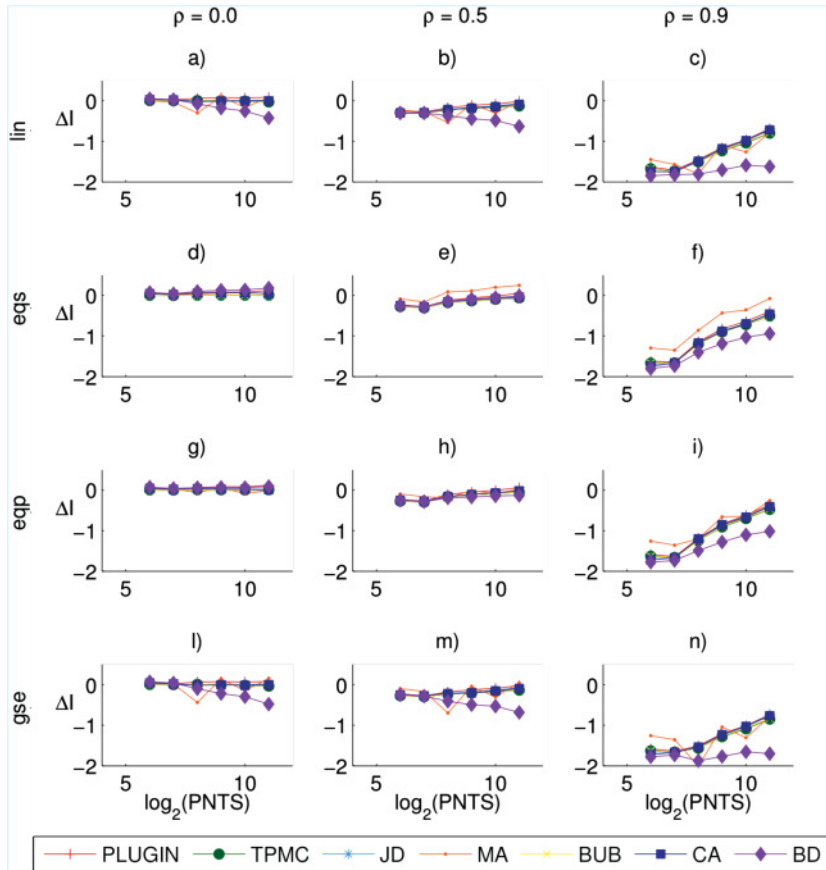 ρ = 0.0 ρ = 0.5 ρ = 0.9
a) b) c)
lin ΔI 0 −1 −2 5 10 0 −1 −2 5 10 0 −1 −2 5 10
d) e) f)
eqs ΔI 0 −1 −2 5 10 0 −1 −2 5 10 0 −1 −2 5 10
g) h) i)
eqp ΔI 0 −1 −2 5 10 0 −1 −2 5 10 0 −1 −2 5 10
l) m) n)
gse ΔI 0 −1 −2 5 10 0 −1 −2 5 10 0 −1 −2 5 10
log2(PNTS) log2(PNTS) log2(PNTS)
PLUGIN TPMC JD MA BUB CA BD